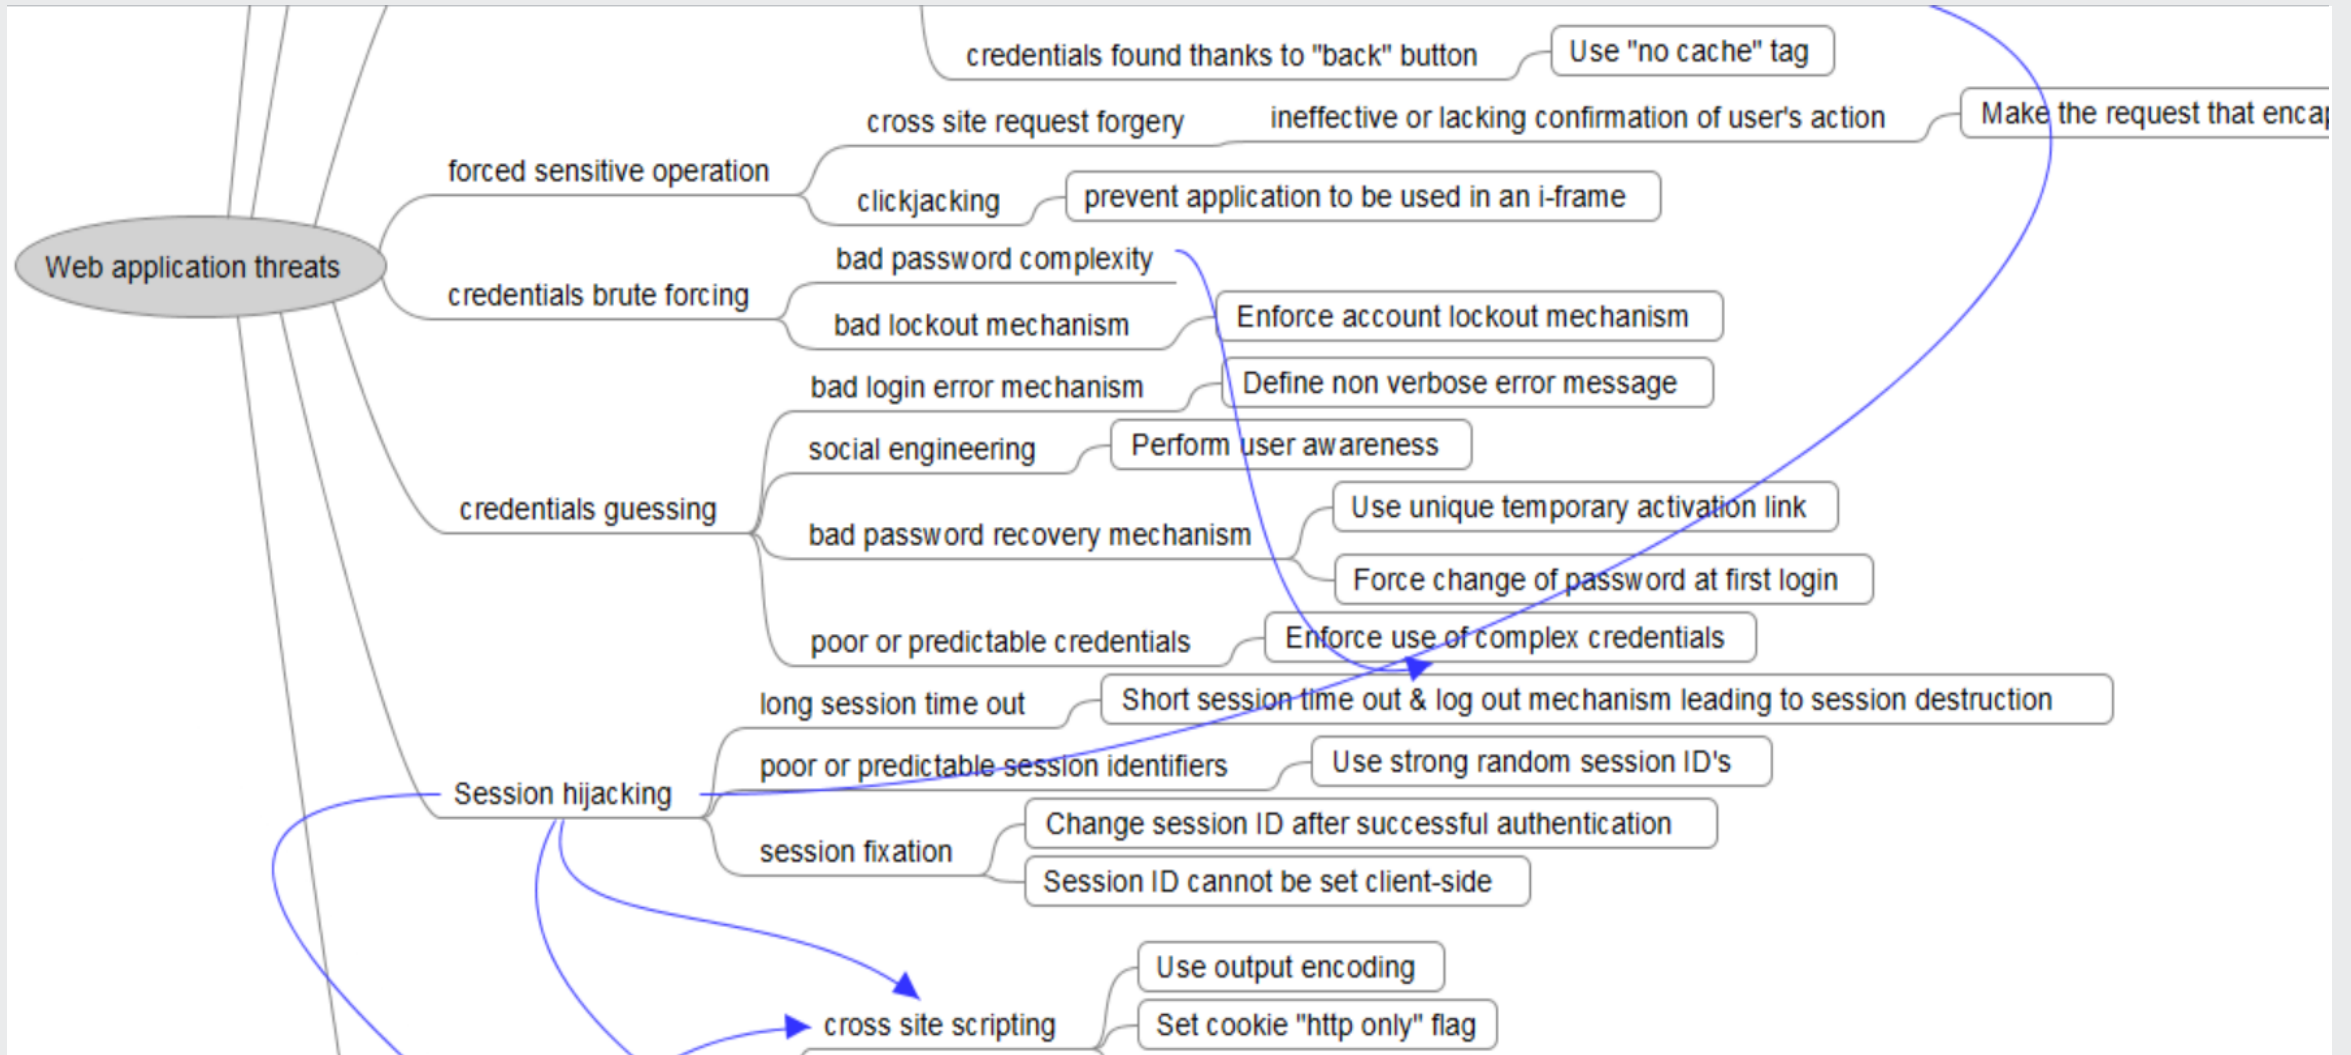 credentials found thanks to "back" button
Use "no cache" tag
cross site request forgery
ineffective or lacking confirmation of user's action
Make the request that
forced sensitive operation
clickjacking
prevent application to be used in an i-frame
Web application threats
bad password complexity
credentials brute forcing
bad lockout mechanism
Enforce account lockout mechanism
bad login error mechanism
Define non verbose error message
social engineering
Perform user awareness
credentials guessing
bad password recovery mechanism
Use unique temporary activation link
Force change of password at first login
poor or predictable credentials
Enforce use of complex credentials
long session time out
Short session time out & log out mechanism leading to session destruction
poor or predictable session identifiers
Use strong random session ID's
Session hijacking
session fixation
Change session ID after successful authentication
Session ID cannot be set client-side
Use output encoding
cross site scripting
Set cookie "http only" flag